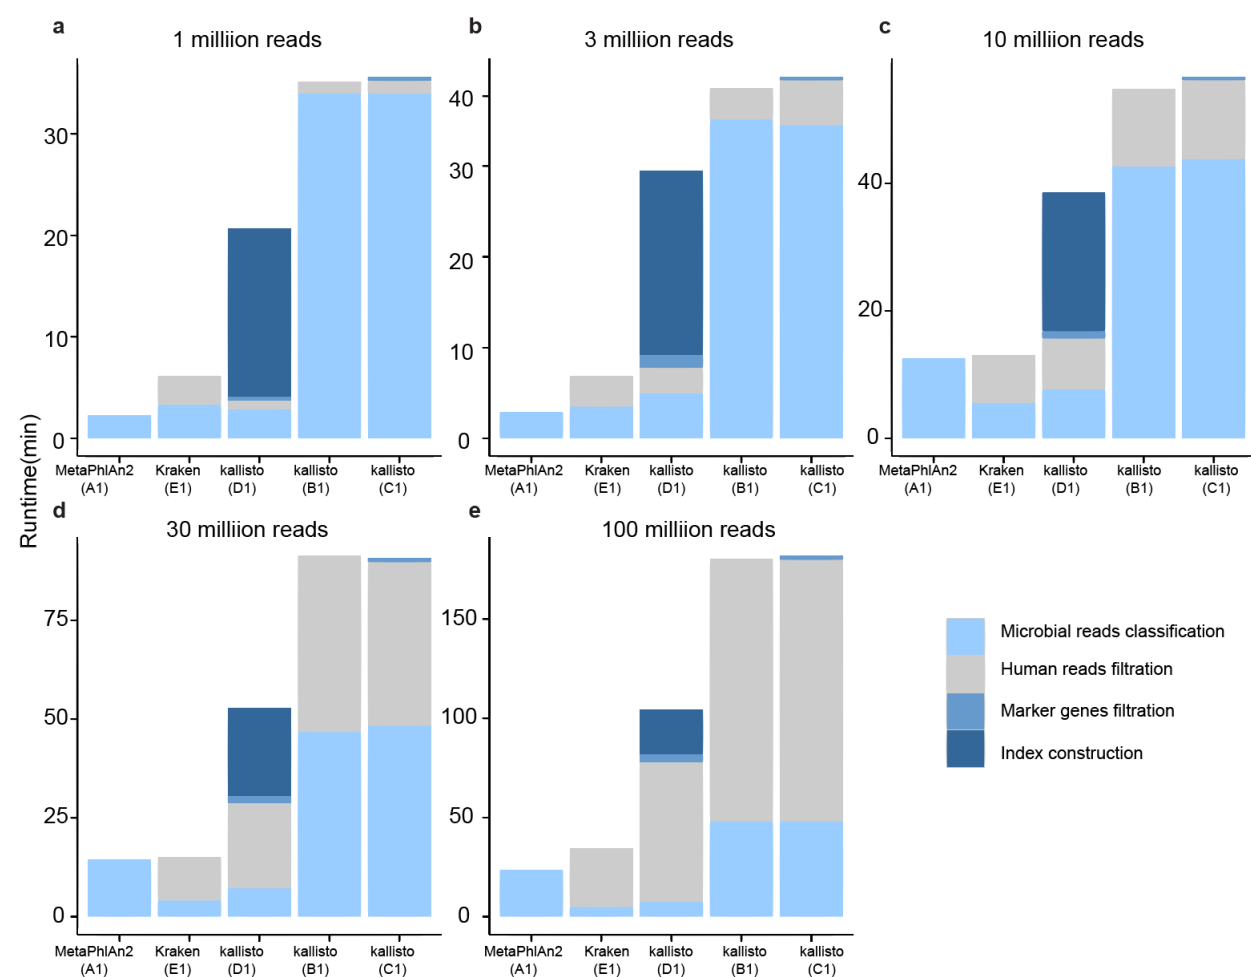 a
1 milliion reads
30
20
10
0
MetaPhlAn2 Kraken kallisto kallisto kallisto
(A1) (E1) (D1) (B1) (C1)
b
3 milliion reads
40
30
20
10
0
MetaPhlAn2 Kraken kallisto kallisto kallisto
(A1) (E1) (D1) (B1) (C1)
c
10 milliion reads
40
20
0
MetaPhlAn2 Kraken kallisto kallisto kallisto
(A1) (E1) (D1) (B1) (C1)
Runtime(min)
d
30 milliion reads
75
50
25
0
MetaPhlAn2 Kraken kallisto kallisto kallisto
(A1) (E1) (D1) (B1) (C1)
e
100 milliion reads
150
100
50
0
MetaPhlAn2 Kraken kallisto kallisto kallisto
(A1) (E1) (D1) (B1) (C1)
Microbial reads classification
Human reads filtration
Marker genes filtration
Index construction